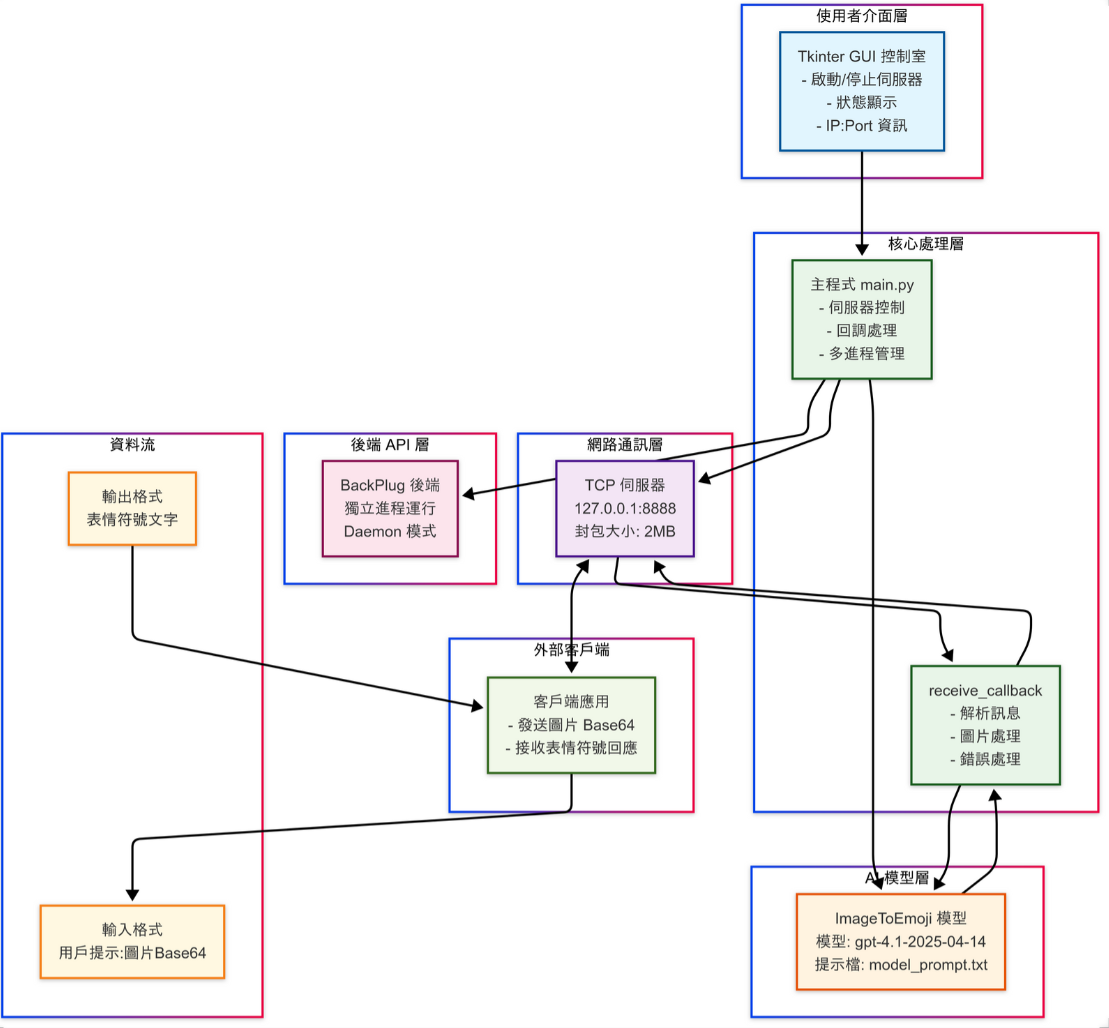 使用者介面層
Tkinter GUI 控制室
- 啟動/停止伺服器
- 狀態顯示
- IP:Port 資訊
核心處理層
主程式 main.py
- 伺服器控制
- 回調處理
- 多進程管理
資料流
輸出格式
表情符號文字
後端 API 層
BackPlug 後端
獨立進程運行
Daemon 模式
網路通訊層
TCP 伺服器
127.0.0.1:8888
封包大小: 2MB
外部客戶端
客戶端應用
- 發送圖片 Base64
- 接收表情符號回應
receive_callback
- 解析訊息
- 圖片處理
- 錯誤處理
輸入格式
用戶提示:圖片Base64
AI 模型層
ImageToEmoji 模型
模型: gpt-4.1-2025-04-14
提示檔: model_prompt.txt